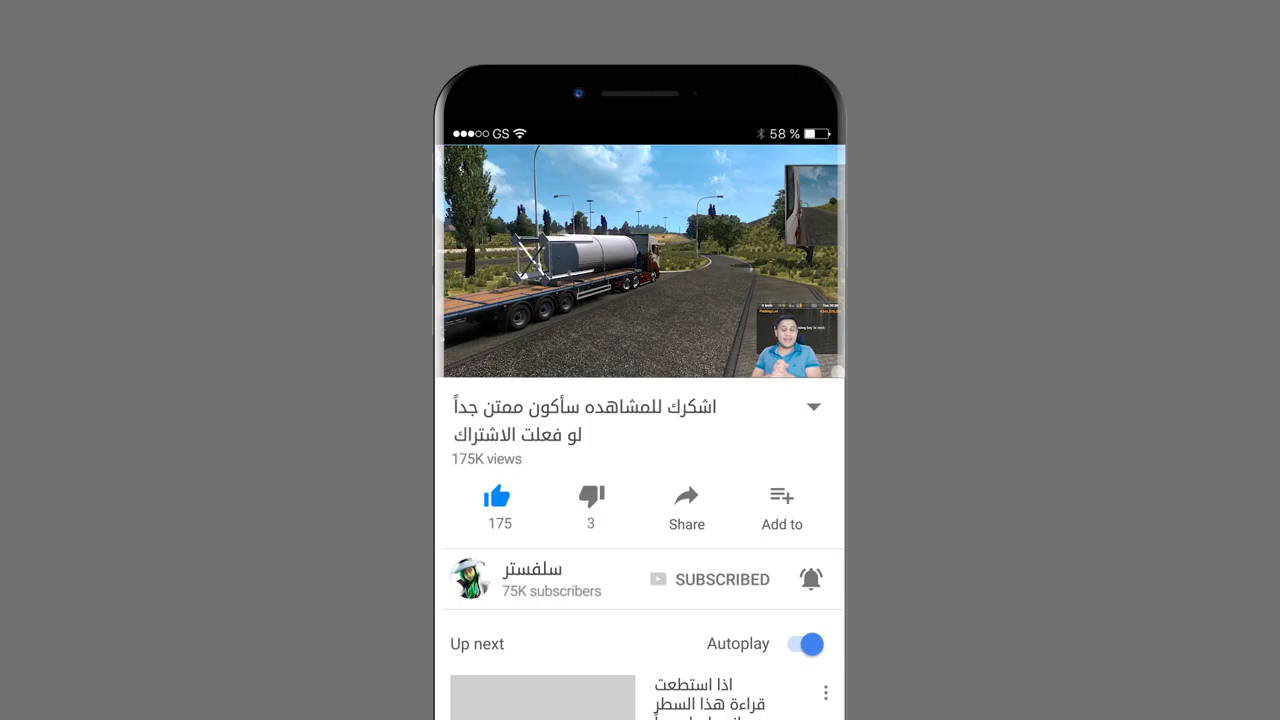 GS 58 %
اشكرك للمشاهده سأكون ممتن جداً
لو فعلت الاشتراك
175K views
175 3 Share Add to
سلفستر
75K subscribers
SUBSCRIBED
Up next Autoplay
اذا استطعت
قراءة هذا السطر